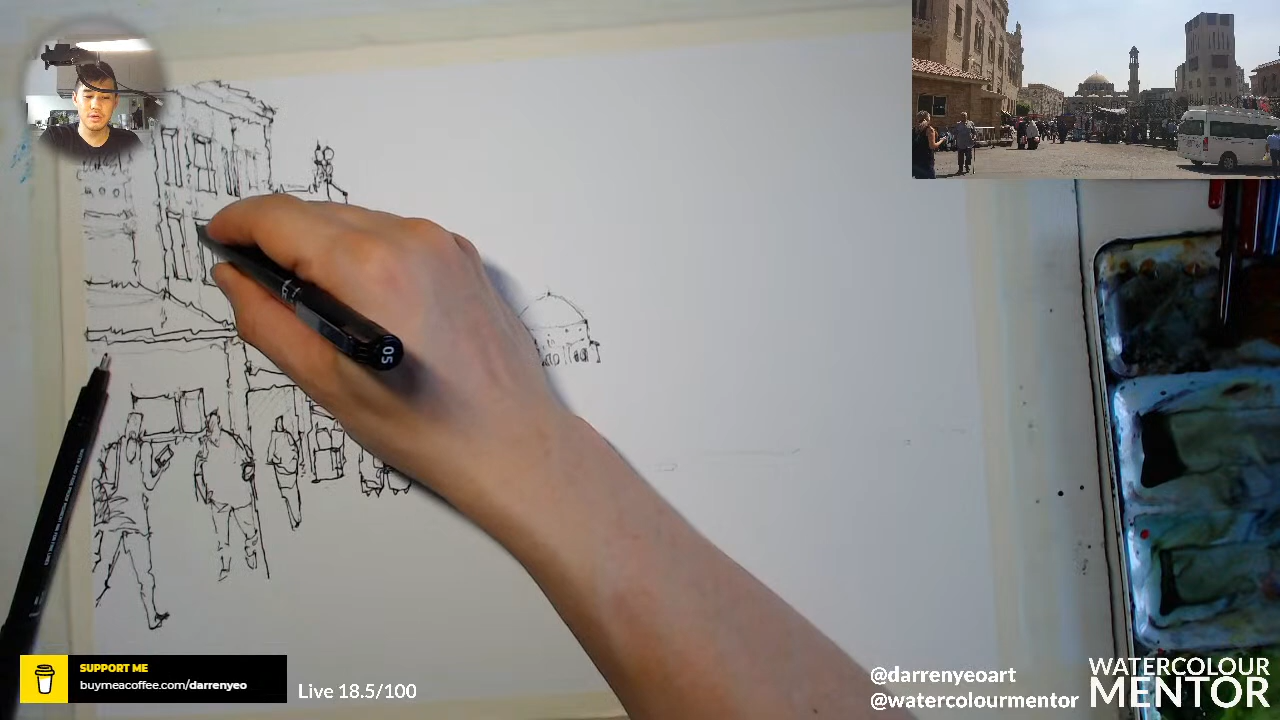 05
SUPPORT ME
buymeacoffee.com/darrenyeo
Live 18.5/100
@darrenyeoart
@watercolourmentor
WATERCOLOUR
MENTOR